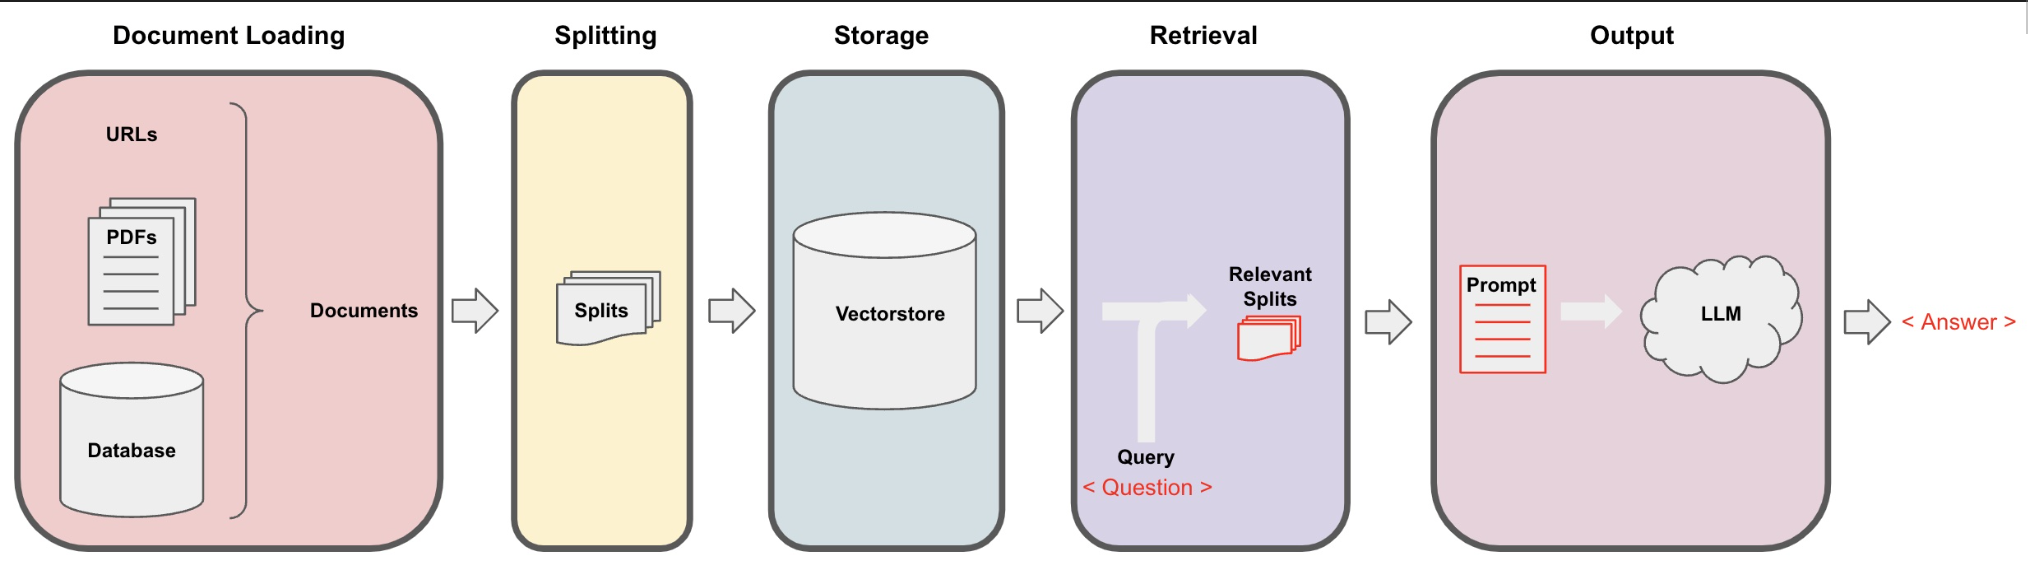 Document Loading
Splitting
Storage
Retrieval
Output
URLs
PDFs
Database
Documents
Splits
Vectorstore
Relevant
Splits
Query
< Question >
Prompt
LLM
< Answer >